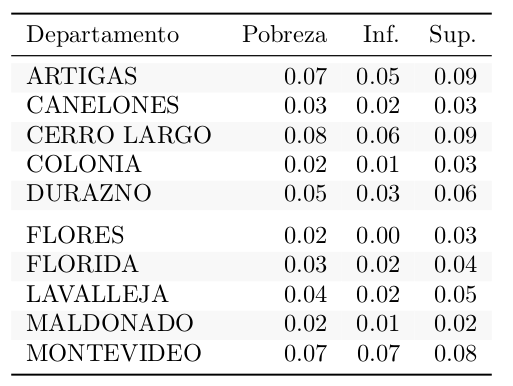 Departamento Pobreza Inf. Sup.
ARTIGAS 0.07 0.05 0.09
CANELONES 0.03 0.02 0.03
CERRO LARGO 0.08 0.06 0.09
COLONIA 0.02 0.01 0.03
DURAZNO 0.05 0.03 0.06
FLORES 0.02 0.00 0.03
FLORIDA 0.03 0.02 0.04
LAVALLEJA 0.04 0.02 0.05
MALDONADO 0.02 0.01 0.02
MONTEVIDEO 0.07 0.07 0.08